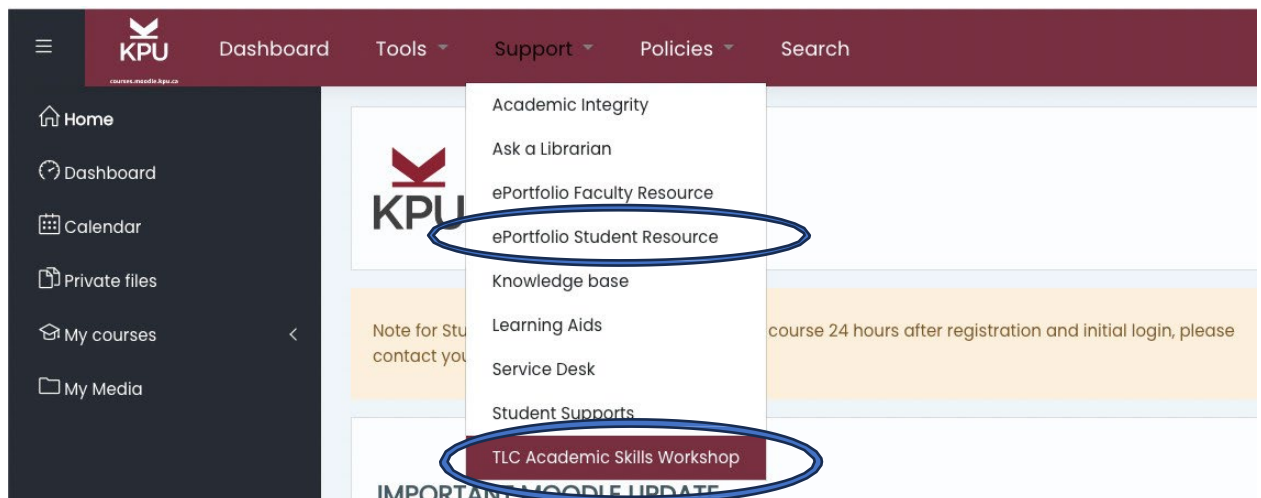 KPU
courses.moodle.kpu.ca
Dashboard
Tools
Support
Policies
Search
Home
Dashboard
Calendar
Private files
My courses
My Media
Academic Integrity
Ask a Librarian
ePortfolio Faculty Resource
ePortfolio Student Resource
Knowledge base
Learning Aids
Service Desk
Student Supports
TLC Academic Skills Workshop
KPU
Note for Stu course 24 hours after registration and initial login, please
contact you
IMPORTANT MOODLE UPDATE